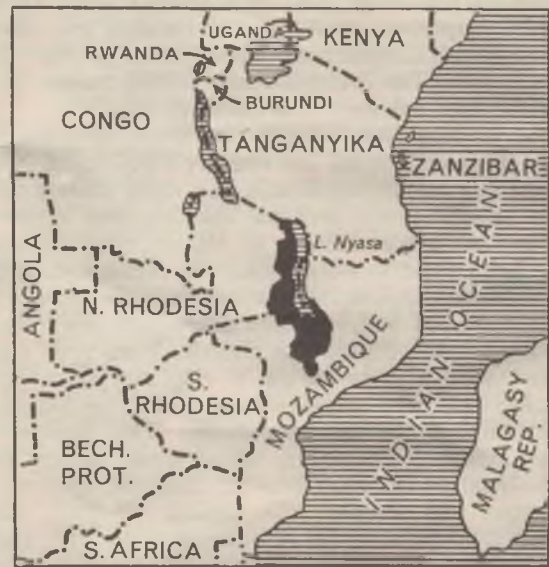 UGANDA
KENYA
RWANDA
BURUNDI
CONGO
TANGANYIKA
ZANZIBAR
L. Nyasa
ANGOLA
N. RHODESIA
MOZAMBIQUE
INDIAN OCEAN
S.
RHODESIA
BECH.
PROT.
MALAGASY
REP.
S. AFRICA